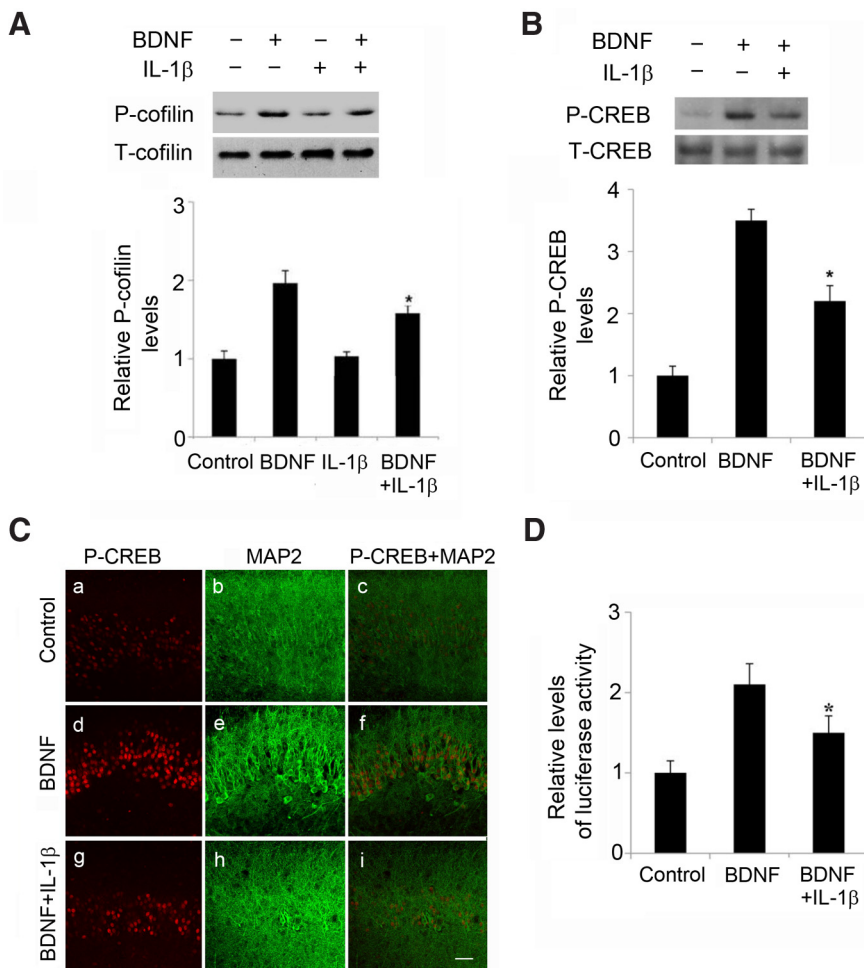 A
BDNF − + − +
IL-1β − − + +
P-cofilin
T-cofilin
Relative P-cofilin
levels
3
2
1
0
*
Control BDNF IL-1β BDNF
+IL-1β
B
BDNF − + +
IL-1β − − +
P-CREB
T-CREB
Relative P-CREB
levels
4
3
2
1
0
*
Control BDNF BDNF
+IL-1β
C
P-CREB MAP2 P-CREB+MAP2
Control
a b c
BDNF
d e f
BDNF+IL-1β
g h i
D
Relative levels
of luciferase activity
3
2
1
0
*
Control BDNF BDNF
+IL-1β